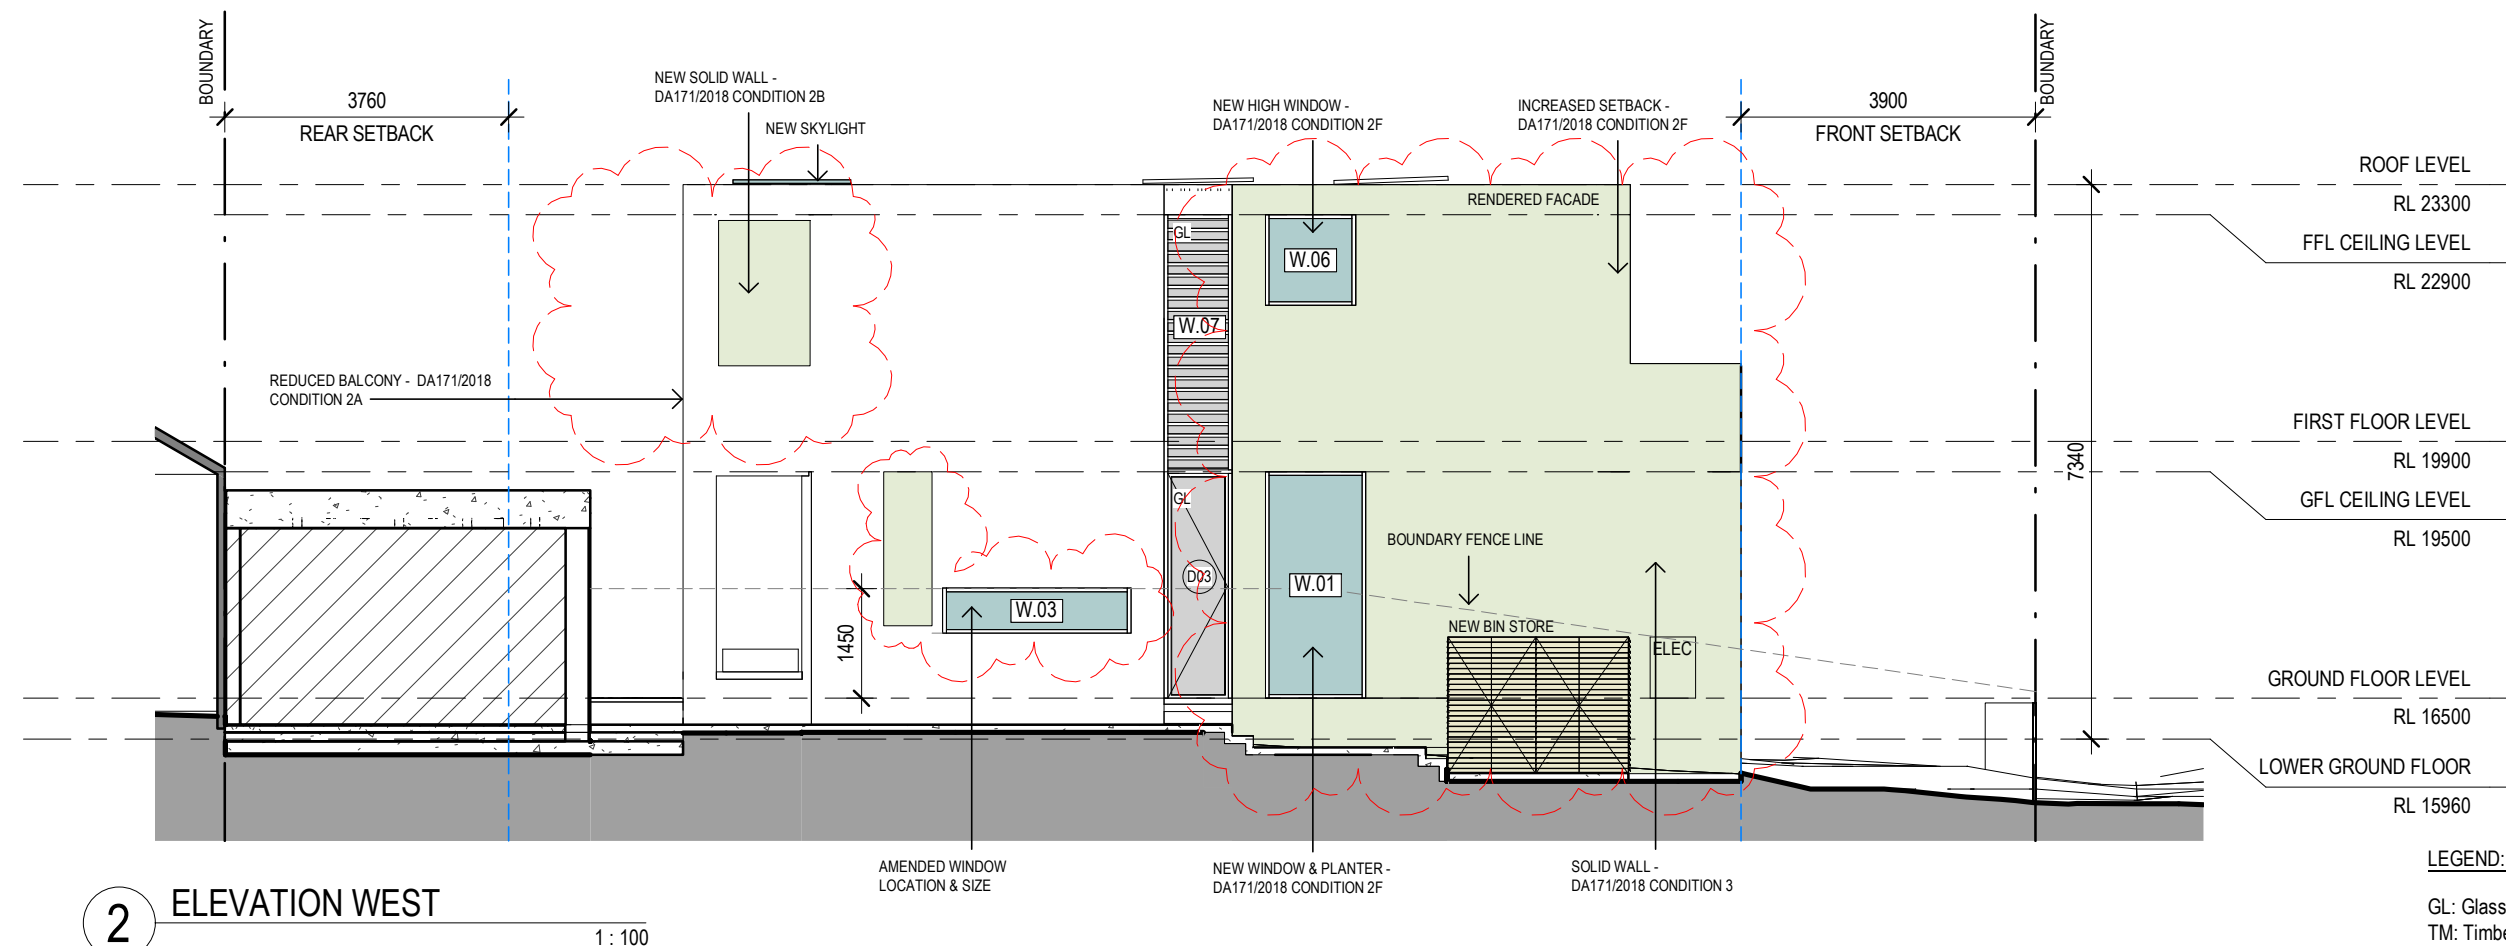 BOUNDARY
3760
REAR SETBACK
NEW SOLID WALL -
DA171/2018 CONDITION 2B
NEW SKYLIGHT
NEW HIGH WINDOW -
DA171/2018 CONDITION 2F
INCREASED SETBACK -
DA171/2018 CONDITION 2F
3900
FRONT SETBACK
BOUNDARY
ROOF LEVEL
RL 23300
FFL CEILING LEVEL
RL 22900
RENDERED FACADE
GL
W.06
W.07
REDUCED BALCONY - DA171/2018
CONDITION 2A
FIRST FLOOR LEVEL
RL 19900
GFL CEILING LEVEL
RL 19500
7340
GL
BOUNDARY FENCE LINE
D03
W.01
W.03
1450
NEW BIN STORE
ELEC
GROUND FLOOR LEVEL
RL 16500
LOWER GROUND FLOOR
RL 15960
AMENDED WINDOW
LOCATION & SIZE
NEW WINDOW & PLANTER -
DA171/2018 CONDITION 2F
SOLID WALL -
DA171/2018 CONDITION 3
2
ELEVATION WEST
1 : 100
LEGEND:
GL: Glass
TM: Timbe